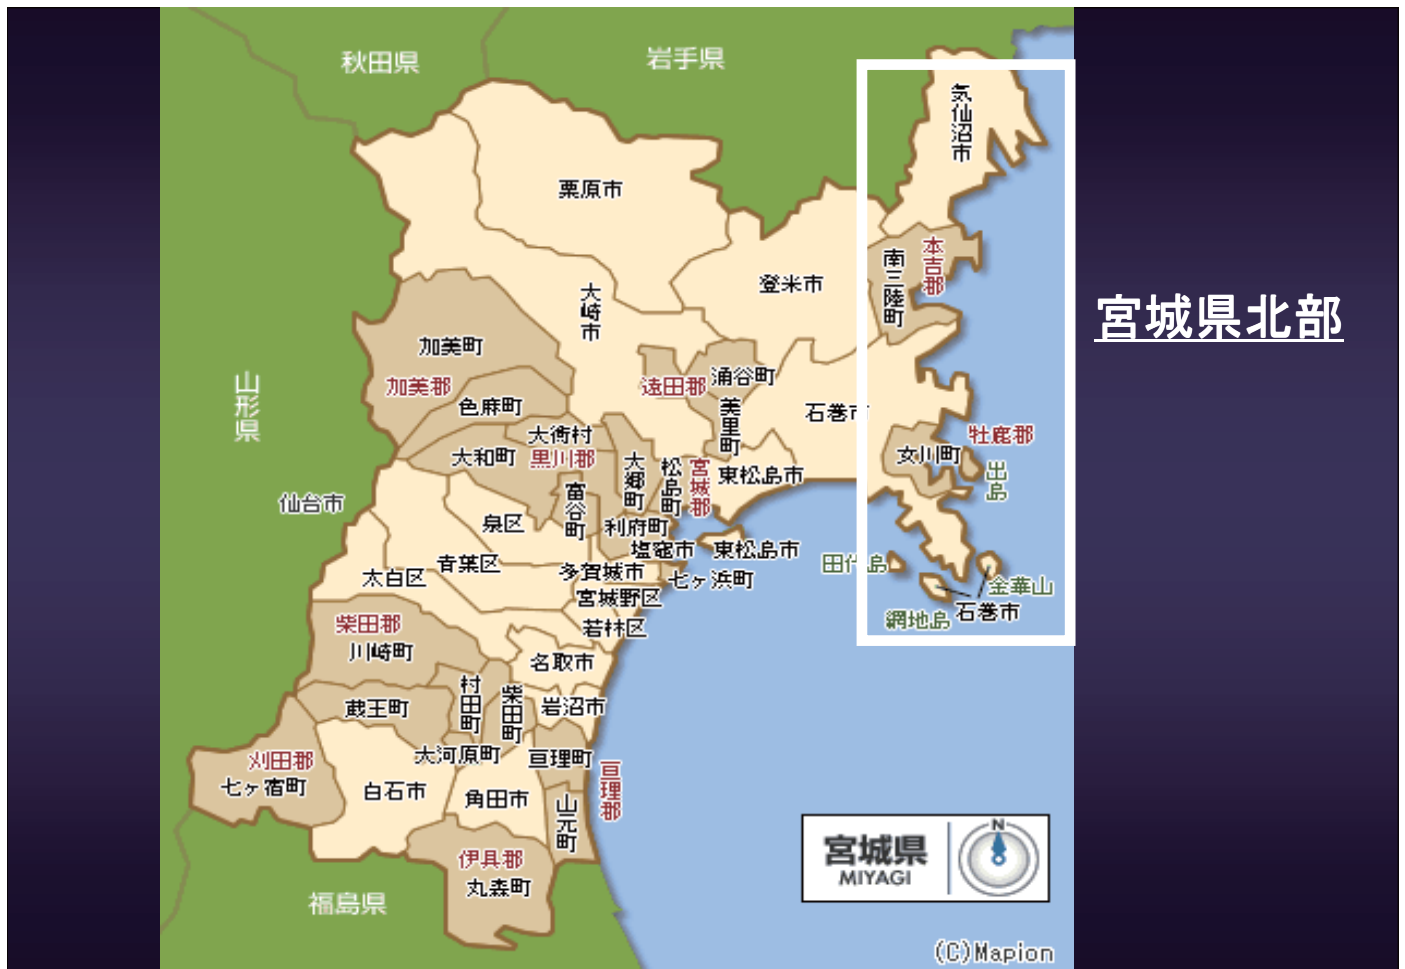 秋田県
岩手県
気仙沼市
栗原市
本吉郡
南三陸町
登米市
大崎市
宮城県北部
加美町
加美郡
遠田郡
涌谷町
山形県
色麻町
美里町
石巻市
大衡村
牡鹿郡
大和町
黒川郡
女川町
大郷町
松島町
宮城郡
東松島市
出島
仙台市
富谷町
泉区
利府町
塩竈市
東松島市
青葉区
田代島
太白区
多賀城市
七ヶ浜町
金華山
宮城野区
石巻市
網地島
柴田郡
若林区
川崎町
名取市
村田町
柴田町
蔵王町
岩沼市
大河原町
亘理町
刈田郡
亘理郡
七ヶ宿町
白石市
角田市
山元町
宮城県
MIYAGI
N
伊具郡
丸森町
福島県
(C)Mapion